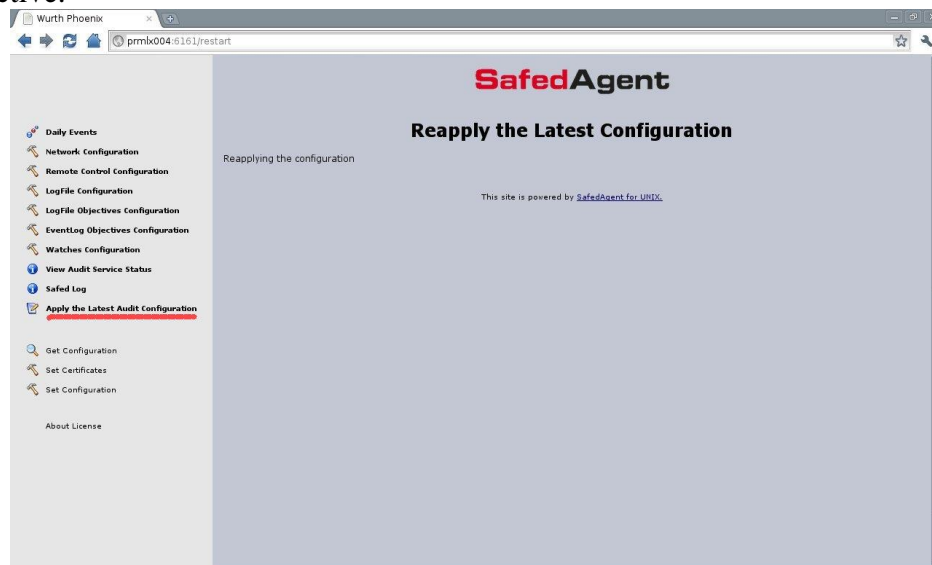 Wurth Phoenix
prmlx004:6161/restart
SafedAgent
Reapply the Latest Configuration
Reapplying the configuration
This site is powered by SafedAgent for UNIX.
Daily Events
Network Configuration
Remote Control Configuration
LogFile Configuration
LogFile Objectives Configuration
EventLog Objectives Configuration
Watches Configuration
View Audit Service Status
Safed Log
Apply the Latest Audit Configuration
Get Configuration
Set Certificates
Set Configuration
About License